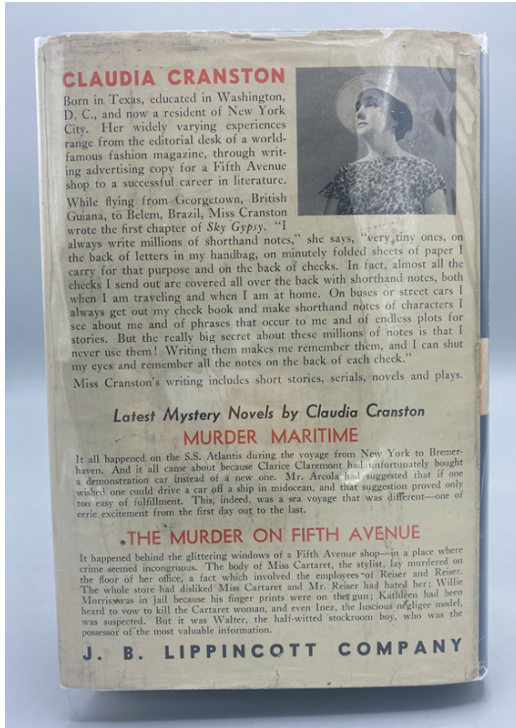 CLAUDIA CRANSTON
Born in Texas, educated in Washington,
D. C., and now a resident of New York
City. Her widely varying experiences
range from the editorial desk of a world-
famous fashion magazine, through writ-
ing advertising copy for a Fifth Avenue
shop to a successful career in literature.
While flying from Georgetown, British
Guiana, to Belem, Brazil, Miss Cranston
wrote the first chapter of Sky Gypsy. "I
always write millions of shorthand notes," she says, "very tiny ones, on
the back of letters in my handbag, on minutely folded sheets of paper I
carry for that purpose and on the back of checks. In fact, almost all the
checks I send out are covered all over the back with shorthand notes, both
when I am traveling and when I am at home. On buses or street cars I
always get out my check book and make shorthand notes of characters I
see about me and of phrases that occur to me and of endless plots for
stories. But the really big secret about these millions of notes is that I
never use them! Writing them makes me remember them, and I can shut
my eyes and remember all the notes on the back of each check."
Miss Cranston's writing includes short stories, serials, novels and plays.
Latest Mystery Novels by Claudia Cranston
MURDER MARITIME
It all happened on the S.S. Atlantis during the voyage from New York to Bremer-
haven. And it all came about because Clarice Claremont had unfortunately bought
a demonstration car instead of a new one. Mr. Arcola had suggested that if one
wished one could drive a car off a ship in midocean, and that suggestion proved only
too easy of fulfillment. This, indeed, was a sea voyage that was different—one of
eerie excitement from the first day out to the last.
THE MURDER ON FIFTH AVENUE
It happened behind the glittering windows of a Fifth Avenue shop—in a place where
crime seemed incongruous. The body of Miss Cartaret, the stylist, lay murdered on
the floor of her office, a fact which involved the employees of Reiser and Reiser.
The whole store had disliked Miss Cartaret and Mr. Reiser had hated her; Willie
Morris was in jail because his finger prints were on the gun; Kathleen had been
heard to vow to kill the Cartaret woman, and even Inez, the luscious negligee model,
was suspected. But it was Walter, the half-witted stockroom boy, who was the
possessor of the most valuable information.
J. B. LIPPINCOTT COMPANY